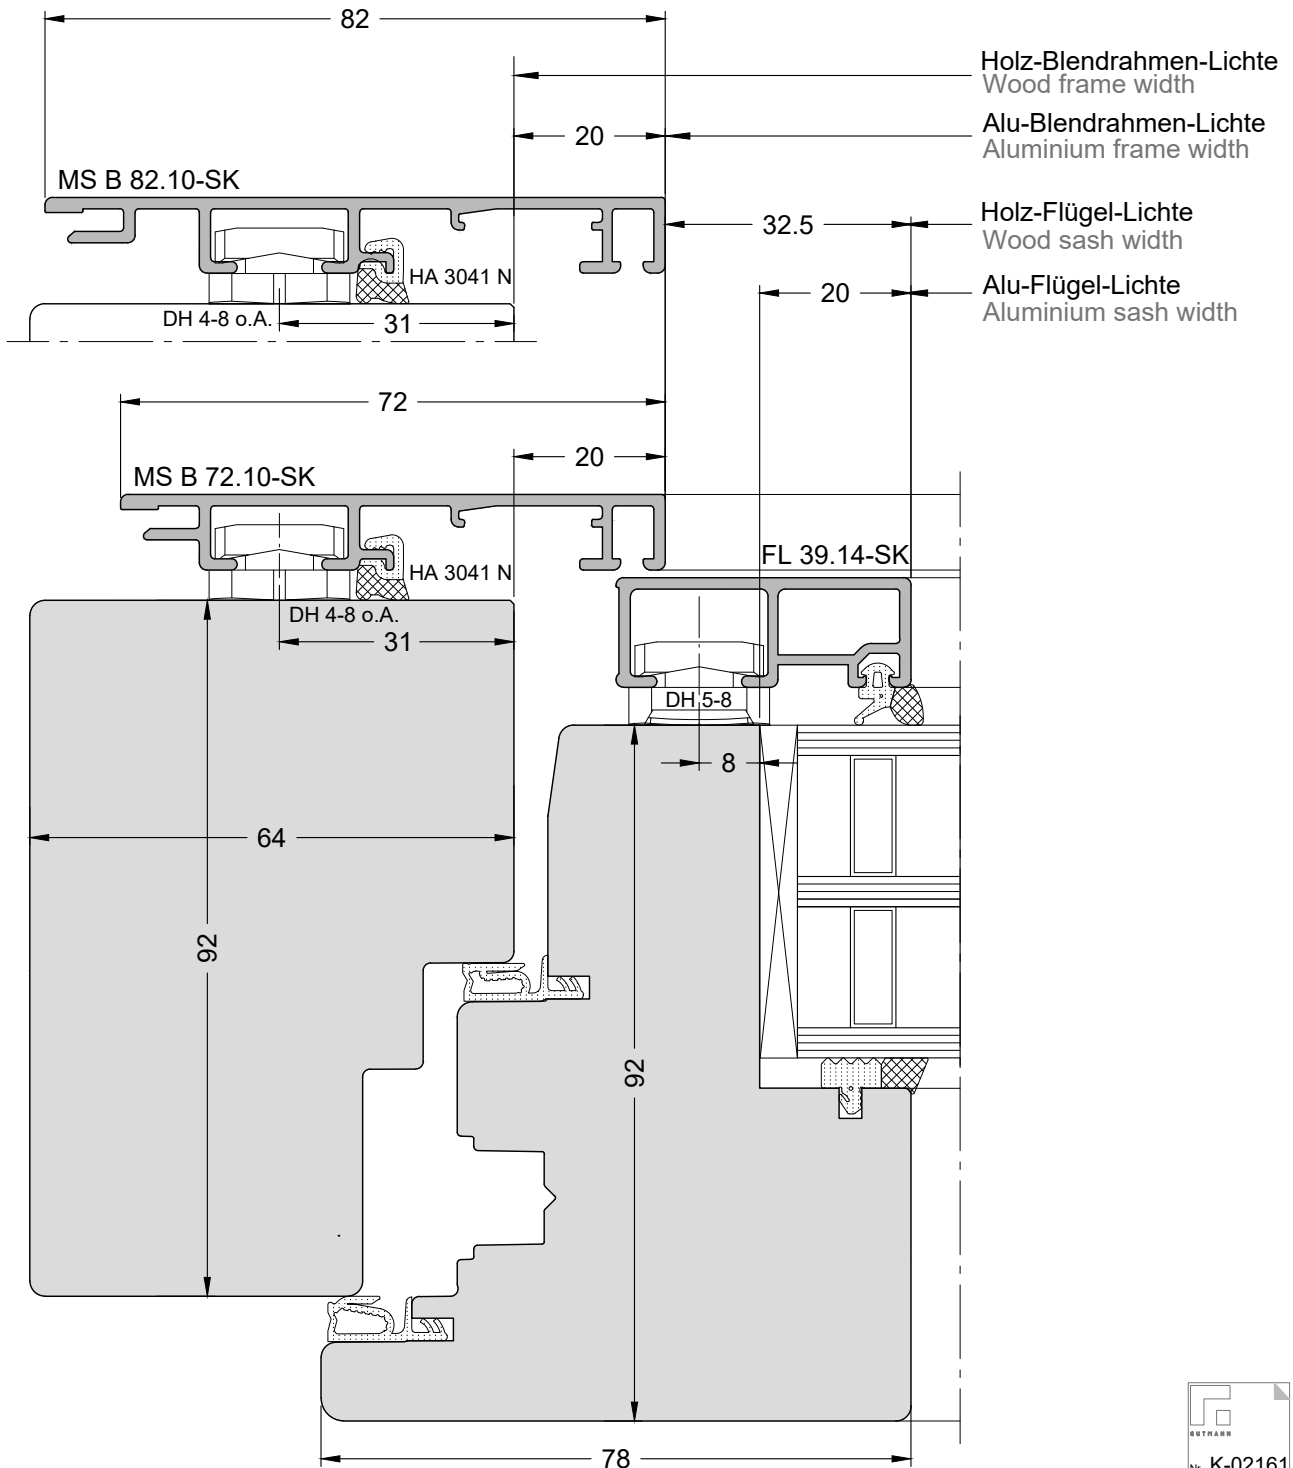 82
Holz-Blendrahmen-Lichte
Wood frame width
20
Alu-Blendrahmen-Lichte
Aluminium frame width
MS B 82.10-SK
32.5
Holz-Flügel-Lichte
Wood sash width
HA 3041 N
20
Alu-Flügel-Lichte
Aluminium sash width
DH 4-8 o.A.
31
72
20
MS B 72.10-SK
FL 39.14-SK
HA 3041 N
DH 4-8 o.A.
31
DH 5-8
8
64
92
92
78
GUTMANN
Nr. K-02161